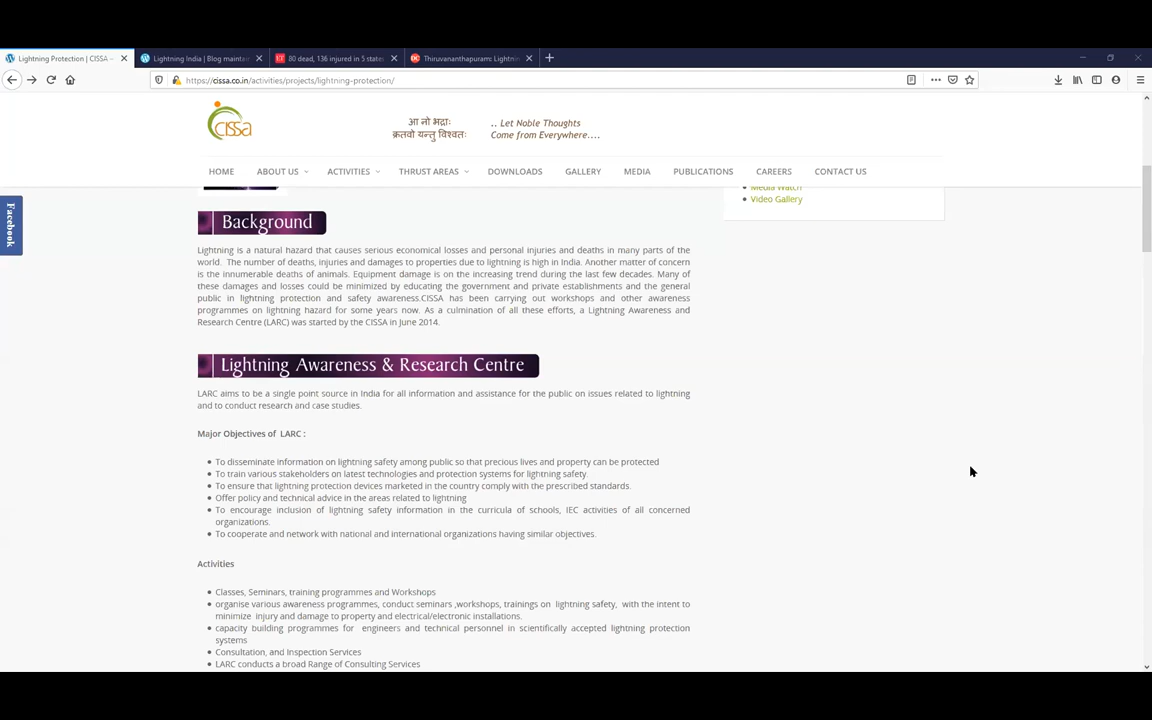 Lightning Protection | CISSA –
Lightning India | Blog maintai
ET 80 dead, 136 injured in 5 state
DC Thiruvananthapuram: Lightnin
https://cissa.co.in/activities/projects/lightning-protection/
cissa
आ नो भद्राः
क्रतवो यन्तु विश्वतः
.. Let Noble Thoughts
Come from Everywhere....
HOME ABOUT US ACTIVITIES THRUST AREAS DOWNLOADS GALLERY MEDIA PUBLICATIONS CAREERS CONTACT US
Media Watch
Video Gallery
Facebook
Background
Lightning is a natural hazard that causes serious economical losses and personal injuries and deaths in many parts of the
world. The number of deaths, injuries and damages to properties due to lightning is high in India. Another matter of concern
is the innumerable deaths of animals. Equipment damage is on the increasing trend during the last few decades. Many of
these damages and losses could be minimized by educating the government and private establishments and the general
public in lightning protection and safety awareness.CISSA has been carrying out workshops and other awareness
programmes on lightning hazard for some years now. As a culmination of all these efforts, a Lightning Awareness and
Research Centre (LARC) was started by the CISSA in June 2014.
Lightning Awareness & Research Centre
LARC aims to be a single point source in India for all information and assistance for the public on issues related to lightning
and to conduct research and case studies.
Major Objectives of LARC :
To disseminate information on lightning safety among public so that precious lives and property can be protected
To train various stakeholders on latest technologies and protection systems for lightning safety.
To ensure that lightning protection devices marketed in the country comply with the prescribed standards.
Offer policy and technical advice in the areas related to lightning
To encourage inclusion of lightning safety information in the curricula of schools, IEC activities of all concerned
organizations.
To cooperate and network with national and international organizations having similar objectives.
Activities
Classes, Seminars, training programmes and Workshops
organise various awareness programmes, conduct seminars ,workshops, trainings on lightning safety, with the intent to
minimize injury and damage to property and electrical/electronic installations.
capacity building programmes for engineers and technical personnel in scientifically accepted lightning protection
systems
Consultation, and Inspection Services
LARC conducts a broad Range of Consulting Services